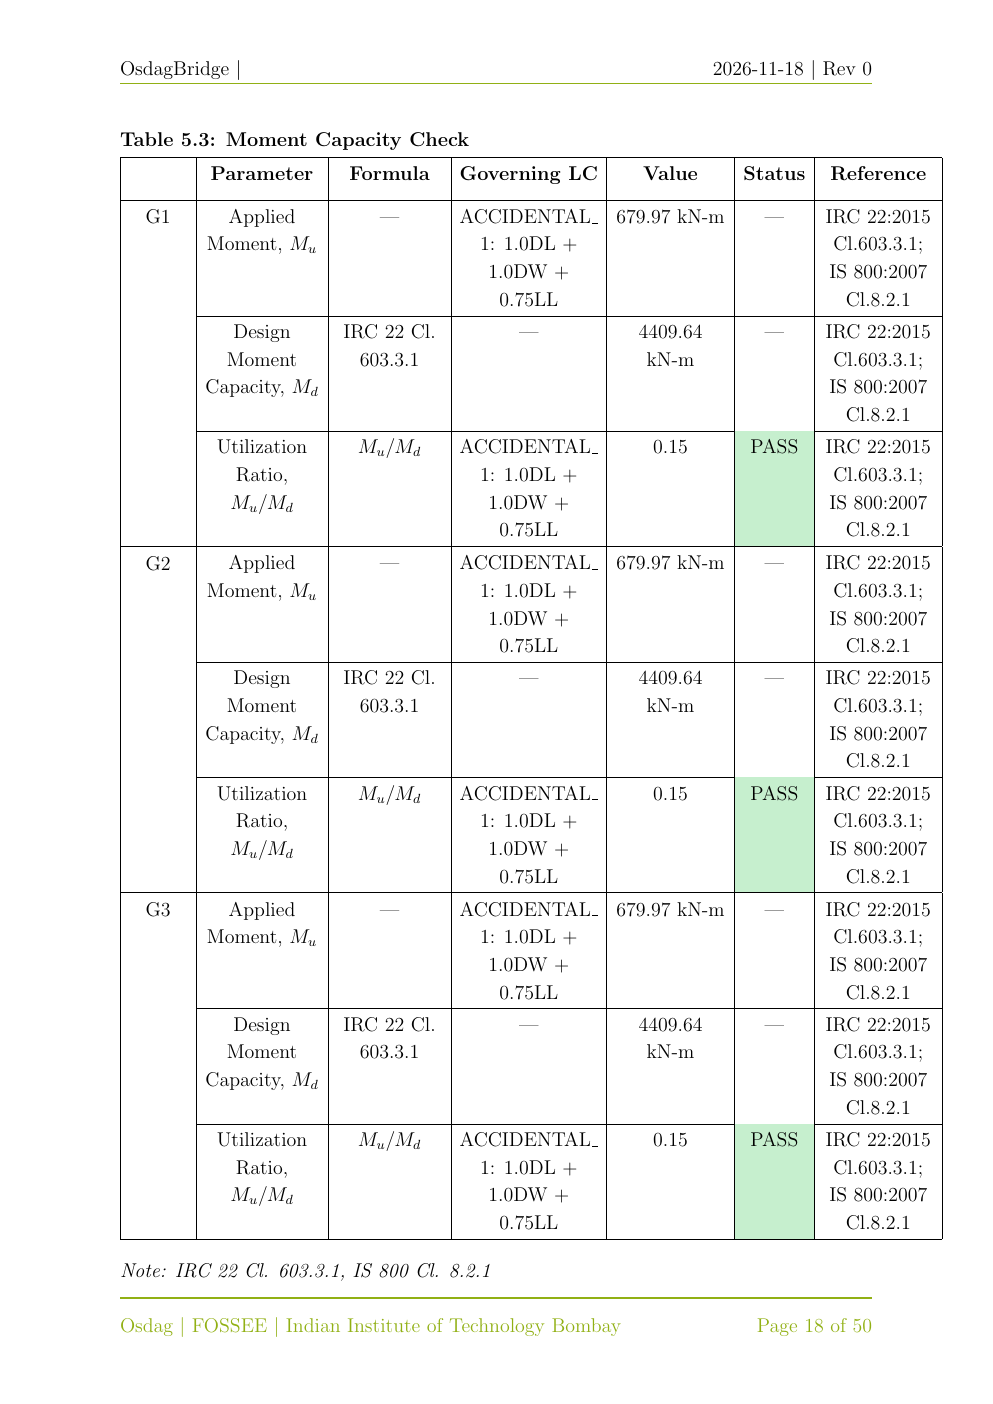 OsdagBridge |
2026-11-18 | Rev 0
Table 5.3: Moment Capacity Check
Parameter Formula Governing LC Value Status Reference
G1 Applied — ACCIDENTAL_ 679.97 kN-m — IRC 22:2015
Moment, Mu 1: 1.0DL + Cl.603.3.1;
1.0DW + IS 800:2007
0.75LL Cl.8.2.1
Design IRC 22 Cl. — 4409.64 — IRC 22:2015
Moment 603.3.1 kN-m Cl.603.3.1;
Capacity, Md IS 800:2007
Cl.8.2.1
Utilization Mu/Md ACCIDENTAL_ 0.15 PASS IRC 22:2015
Ratio, 1: 1.0DL + Cl.603.3.1;
Mu/Md 1.0DW + IS 800:2007
0.75LL Cl.8.2.1
G2 Applied — ACCIDENTAL_ 679.97 kN-m — IRC 22:2015
Moment, Mu 1: 1.0DL + Cl.603.3.1;
1.0DW + IS 800:2007
0.75LL Cl.8.2.1
Design IRC 22 Cl. — 4409.64 — IRC 22:2015
Moment 603.3.1 kN-m Cl.603.3.1;
Capacity, Md IS 800:2007
Cl.8.2.1
Utilization Mu/Md ACCIDENTAL_ 0.15 PASS IRC 22:2015
Ratio, 1: 1.0DL + Cl.603.3.1;
Mu/Md 1.0DW + IS 800:2007
0.75LL Cl.8.2.1
G3 Applied — ACCIDENTAL_ 679.97 kN-m — IRC 22:2015
Moment, Mu 1: 1.0DL + Cl.603.3.1;
1.0DW + IS 800:2007
0.75LL Cl.8.2.1
Design IRC 22 Cl. — 4409.64 — IRC 22:2015
Moment 603.3.1 kN-m Cl.603.3.1;
Capacity, Md IS 800:2007
Cl.8.2.1
Utilization Mu/Md ACCIDENTAL_ 0.15 PASS IRC 22:2015
Ratio, 1: 1.0DL + Cl.603.3.1;
Mu/Md 1.0DW + IS 800:2007
0.75LL Cl.8.2.1
Note: IRC 22 Cl. 603.3.1, IS 800 Cl. 8.2.1
Osdag | FOSSEE | Indian Institute of Technology Bombay
Page 18 of 50